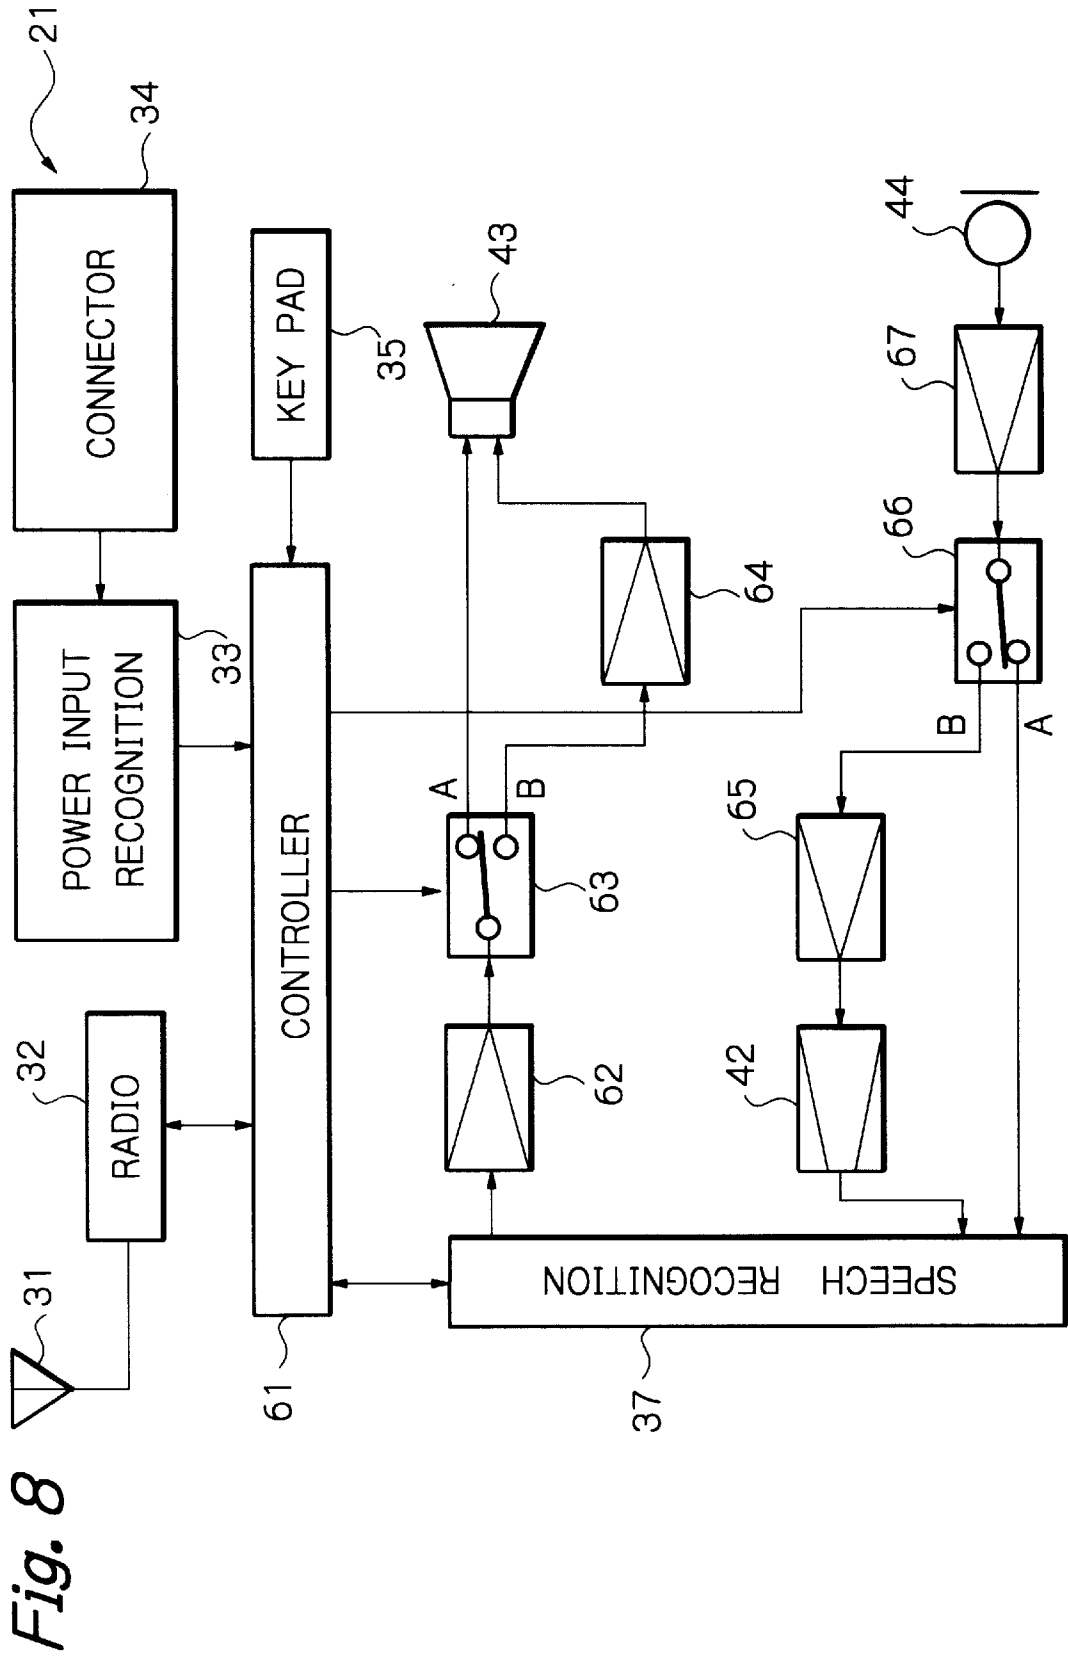 Fig. 8
21
31
32
RADIO
POWER INPUT
RECOGNITION
33
CONNECTOR
34
61
CONTROLLER
KEY PAD
35
37
SPEECH RECOGNITION
62
63
A
B
64
43
42
65
B
A
66
67
44